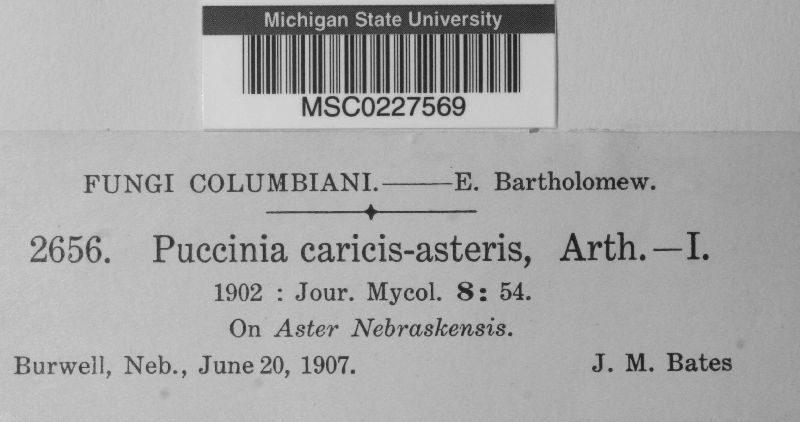 Michigan State University
MSC0227569
FUNGI COLUMBIANI.——E. Bartholomew.
2656. Puccinia caricis-asteris, Arth.—I.
1902 : Jour. Mycol. 8: 54.
On Aster Nebraskensis.
Burwell, Neb., June 20, 1907. J. M. Bates